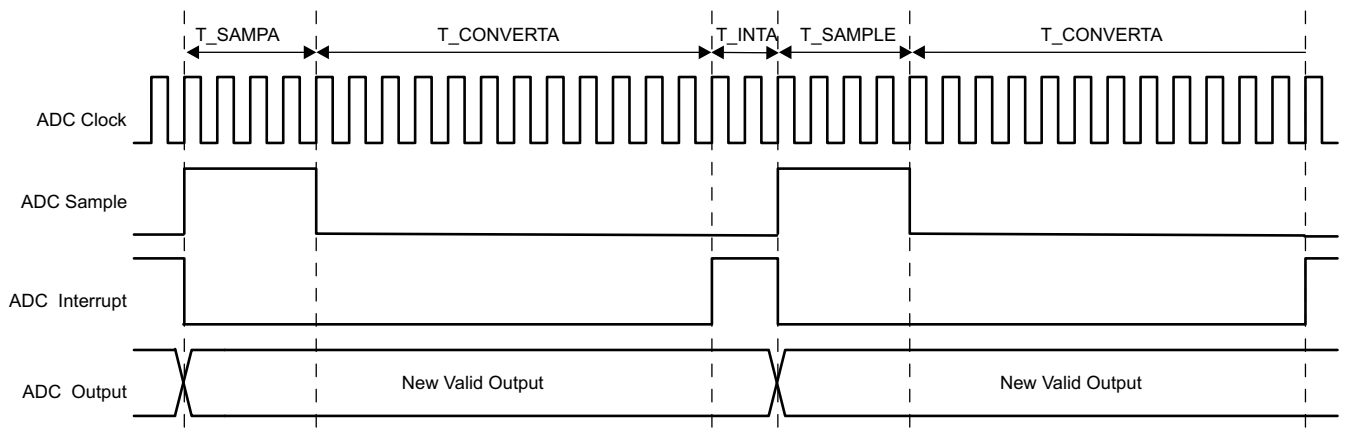 T_SAMPA T_CONVERTA T_INTA T_SAMPLE T_CONVERTA
ADC Clock
ADC Sample
ADC Interrupt
ADC Output New Valid Output New Valid Output